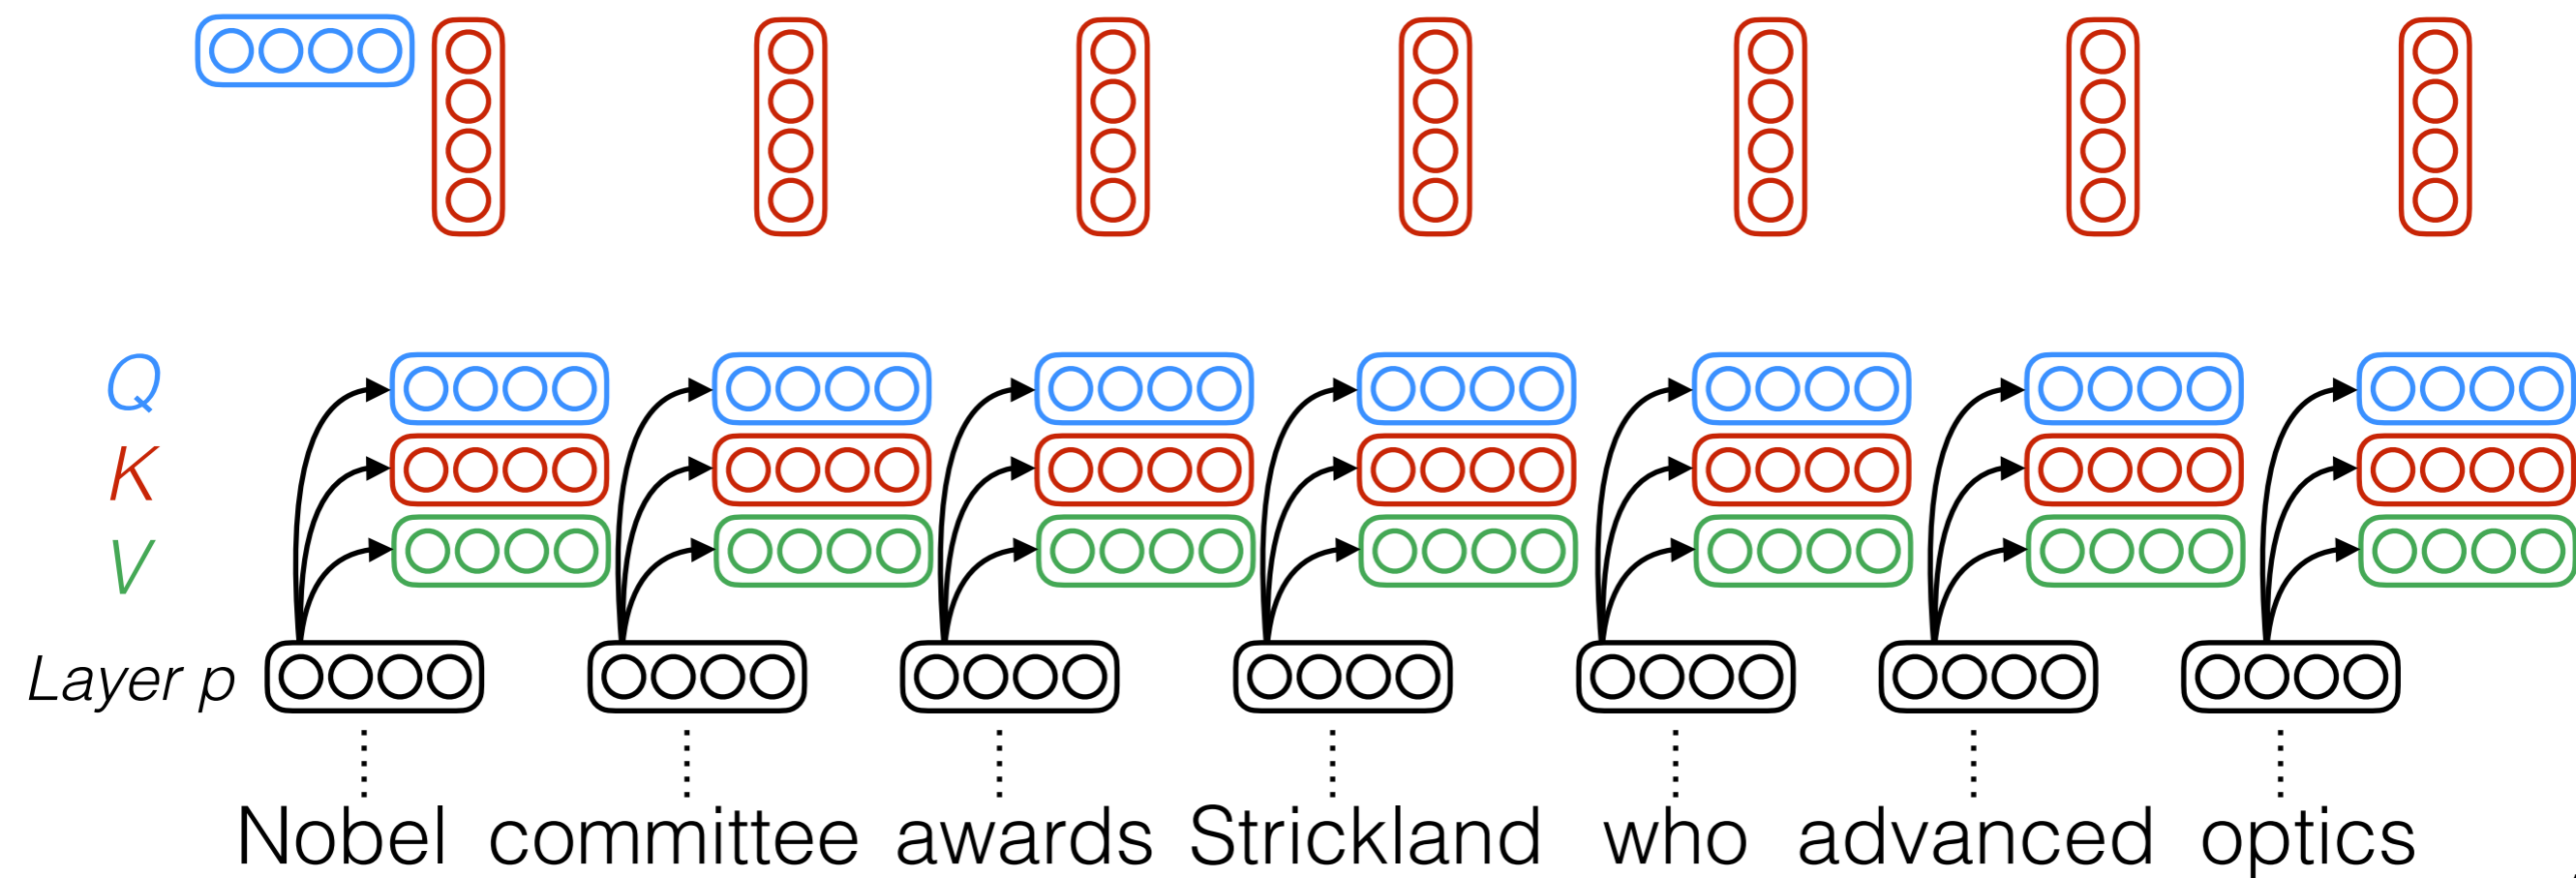 Q
K
V
Layer p
Nobel committee awards Strickland who advanced optics